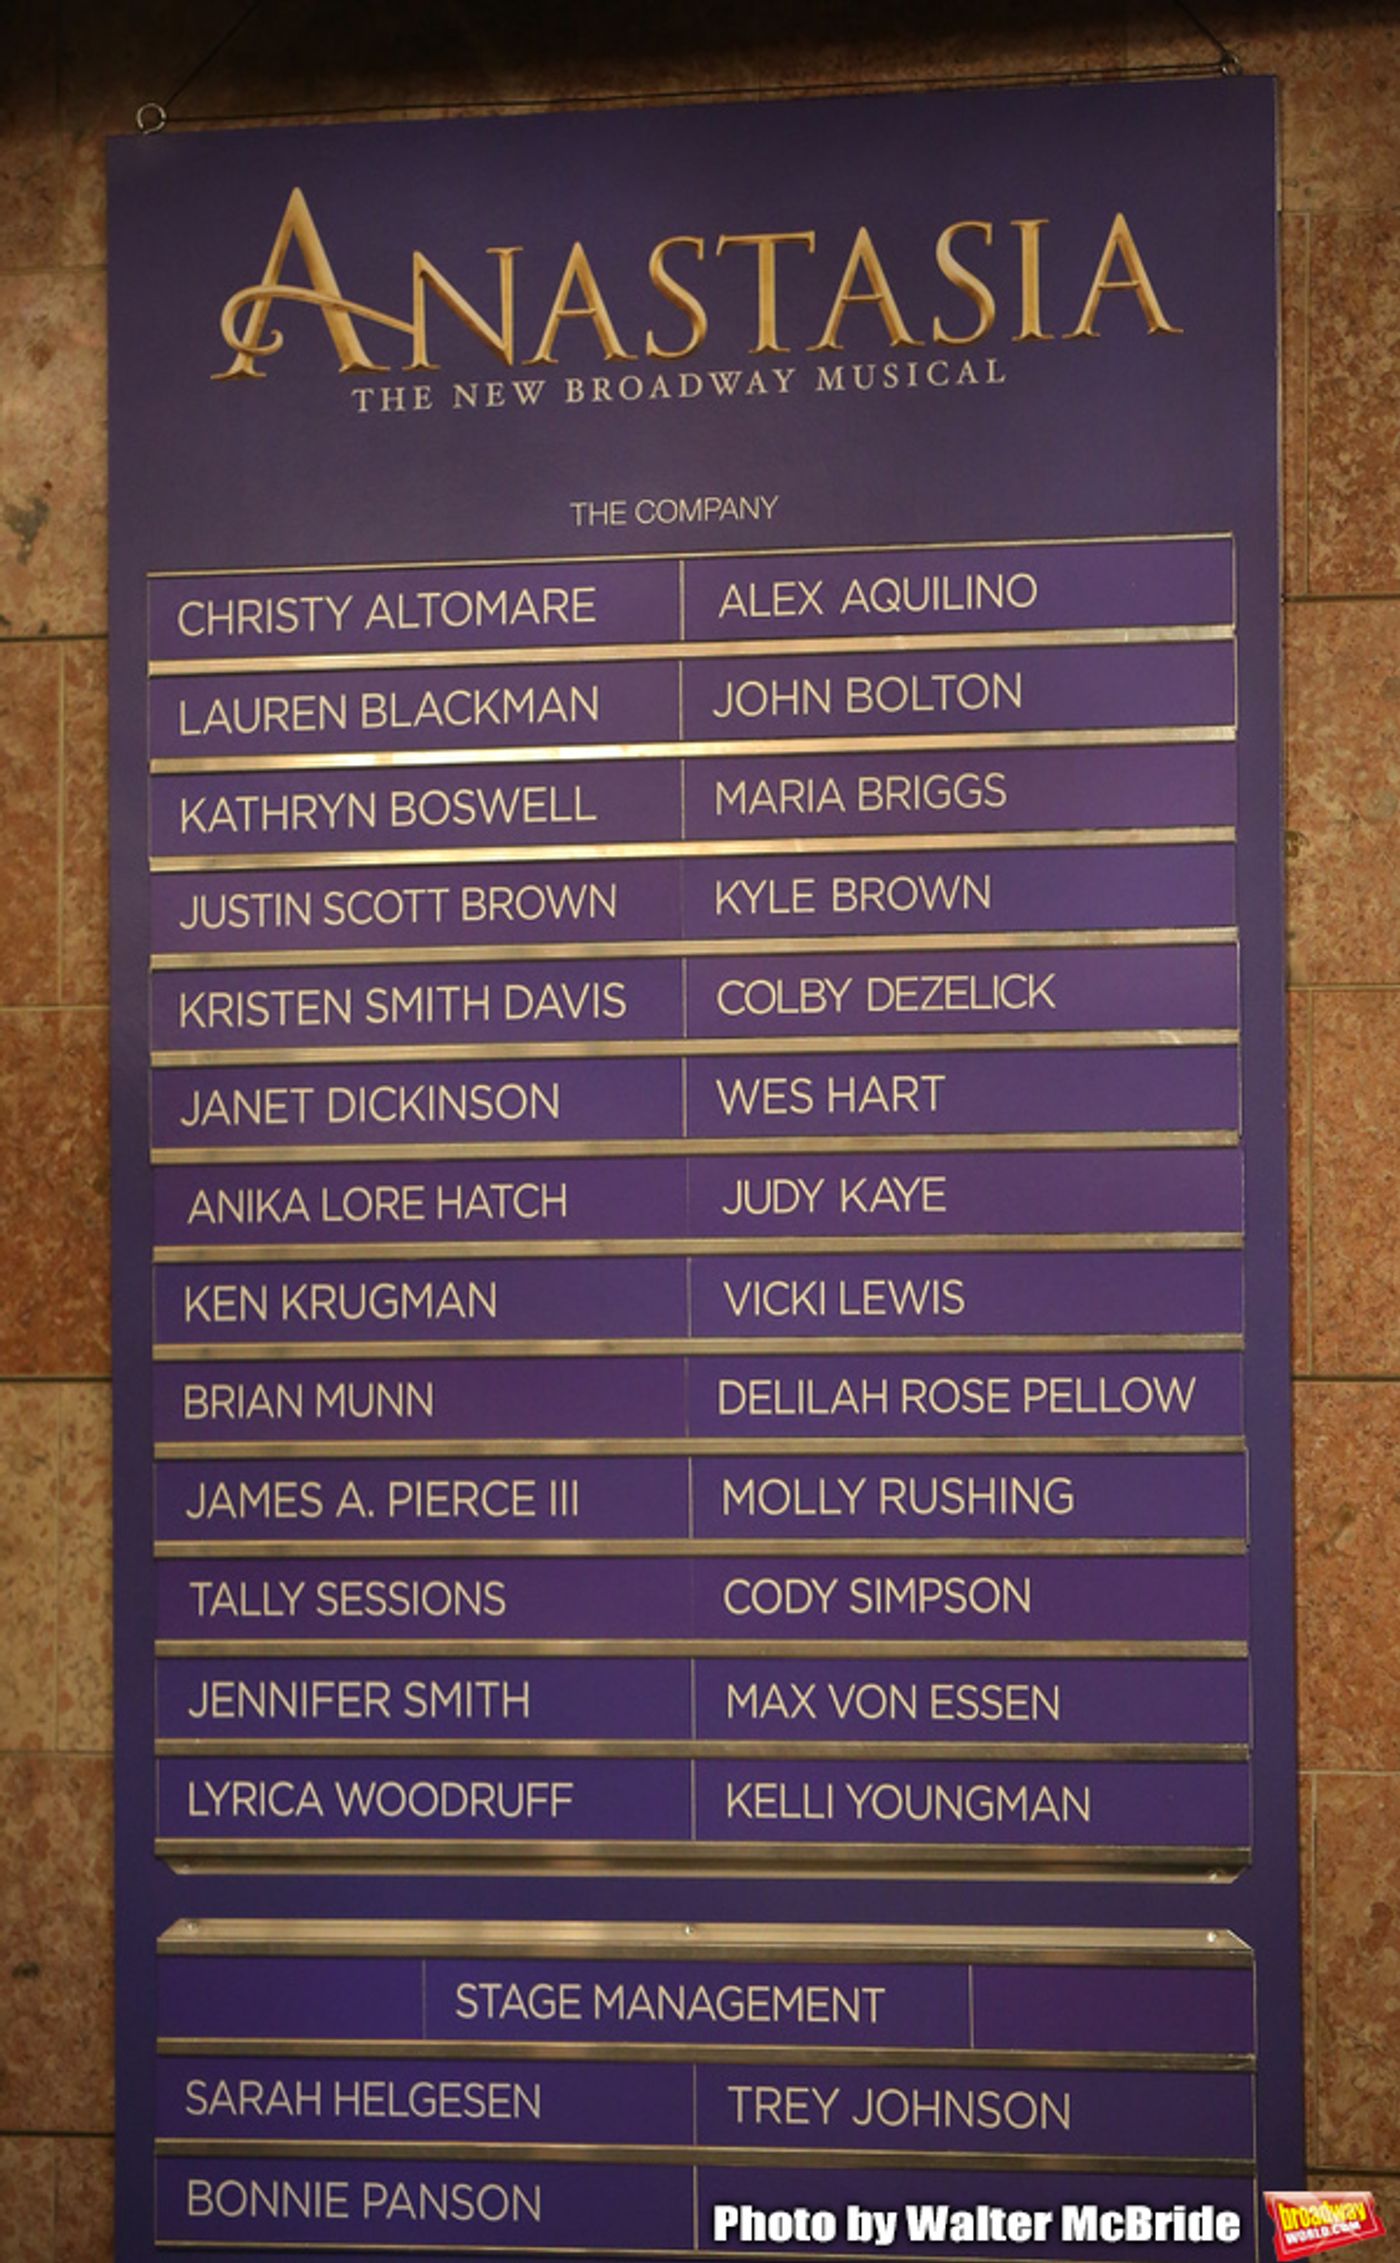 ANASTASIA
THE NEW BROADWAY MUSICAL
THE COMPANY
CHRISTY ALTOMARE ALEX AQUILINO
LAUREN BLACKMAN JOHN BOLTON
KATHRYN BOSWELL MARIA BRIGGS
JUSTIN SCOTT BROWN KYLE BROWN
KRISTEN SMITH DAVIS COLBY DEZELICK
JANET DICKINSON WES HART
ANIKA LORE HATCH JUDY KAYE
KEN KRUGMAN VICKI LEWIS
BRIAN MUNN DELILAH ROSE PELLOW
JAMES A. PIERCE III MOLLY RUSHING
TALLY SESSIONS CODY SIMPSON
JENNIFER SMITH MAX VON ESSEN
LYRICA WOODRUFF KELLI YOUNGMAN
STAGE MANAGEMENT
SARAH HELGESEN TREY JOHNSON
BONNIE PANSON
Photo by Walter McBride
broadway
WORLD.COM